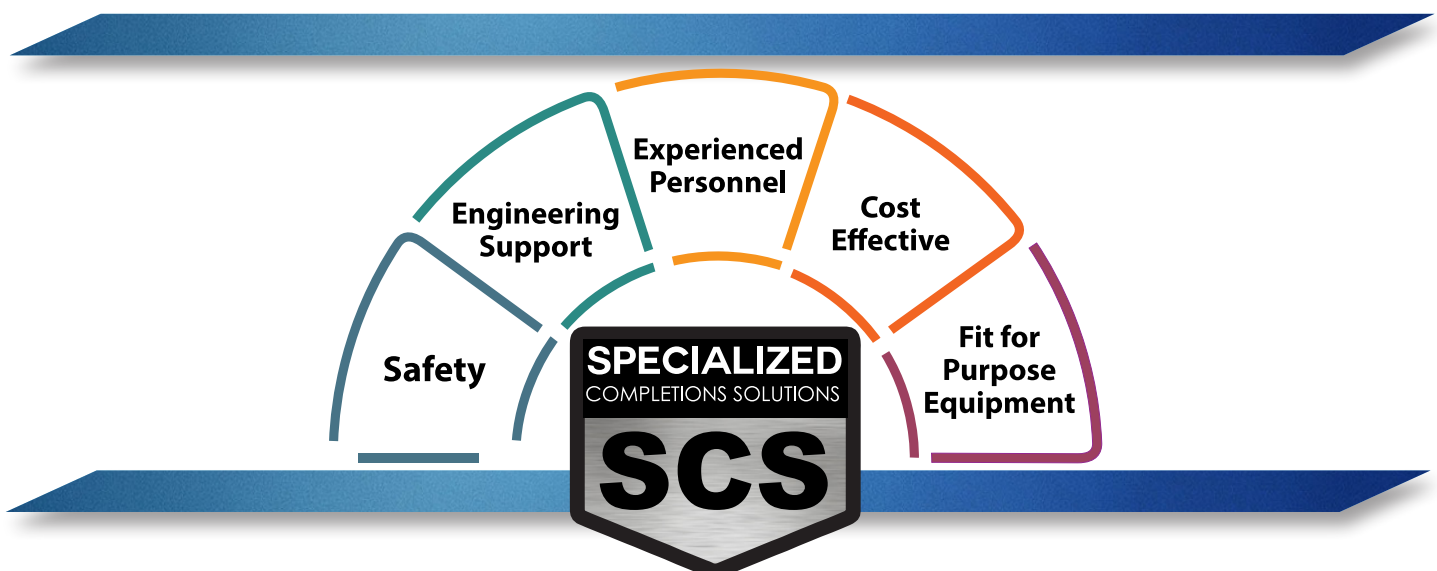 Experienced
Personnel
Engineering
Support
Cost
Effective
Safety
Fit for
Purpose
Equipment
SPECIALIZED
COMPLETIONS SOLUTIONS
SCS